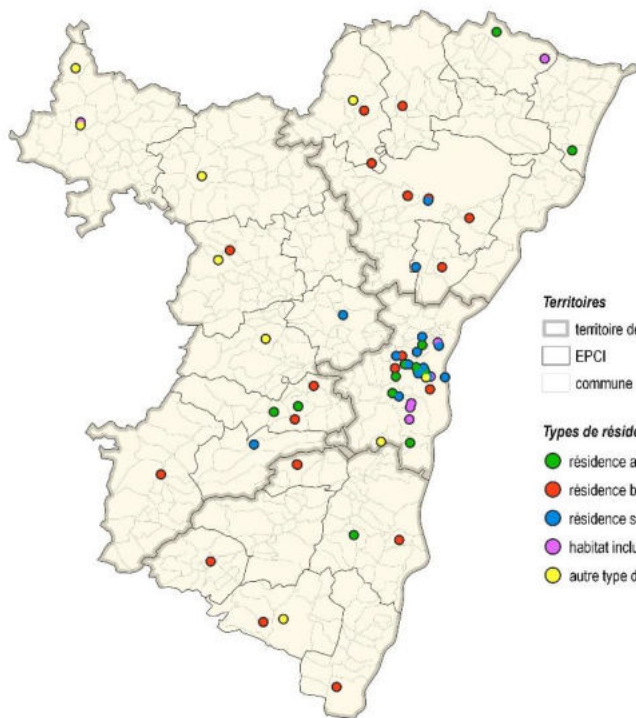 Territoires
territoire de
EPCI
commune
Types de réside
résidence a
résidence b
résidence s
habitat inclu
autre type d